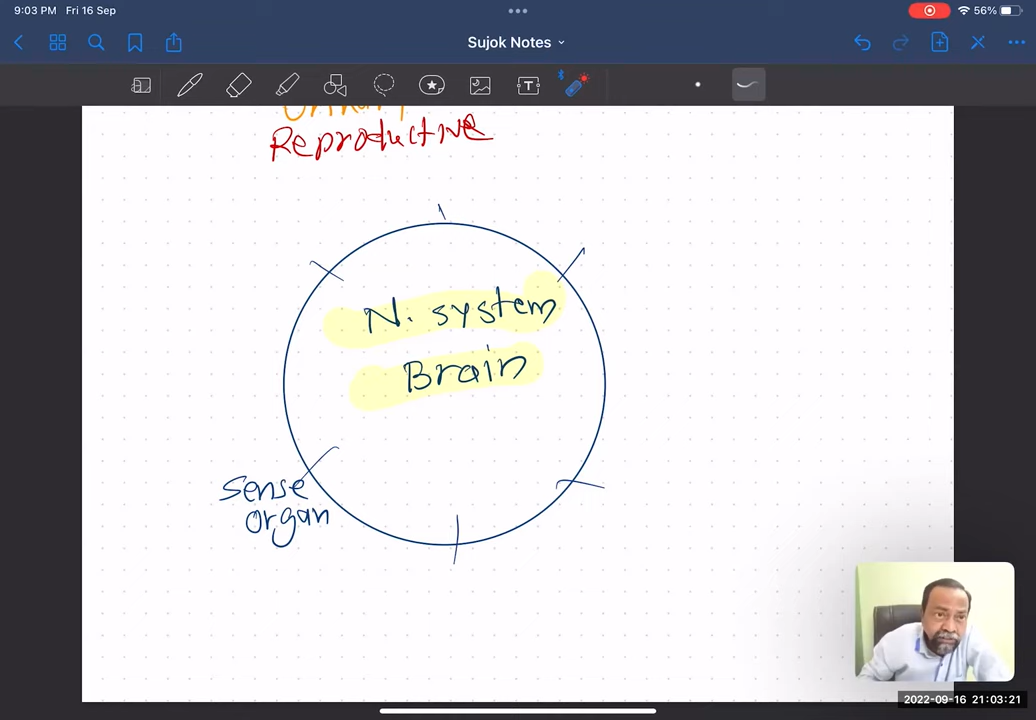 9:03 PM Fri 16 Sep
56%
Sujok Notes
T
Reproductive
N. system
Brain
Sense
organ
2022-09-16 21:03:21